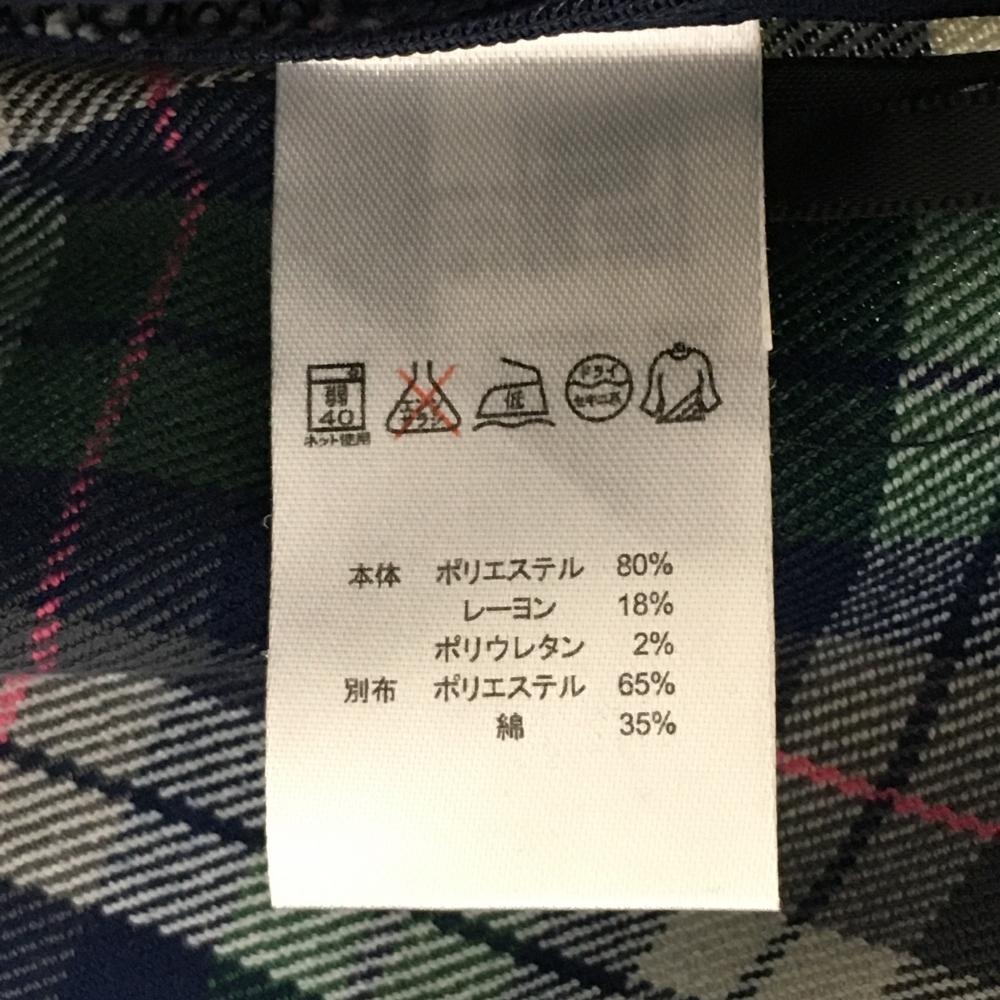 弱
40
ネット使用
エンソ
サラシ
低
ドライ
セキユ系
本体 ポリエステル 80%
レーヨン 18%
ポリウレタン 2%
別布 ポリエステル 65%
綿 35%